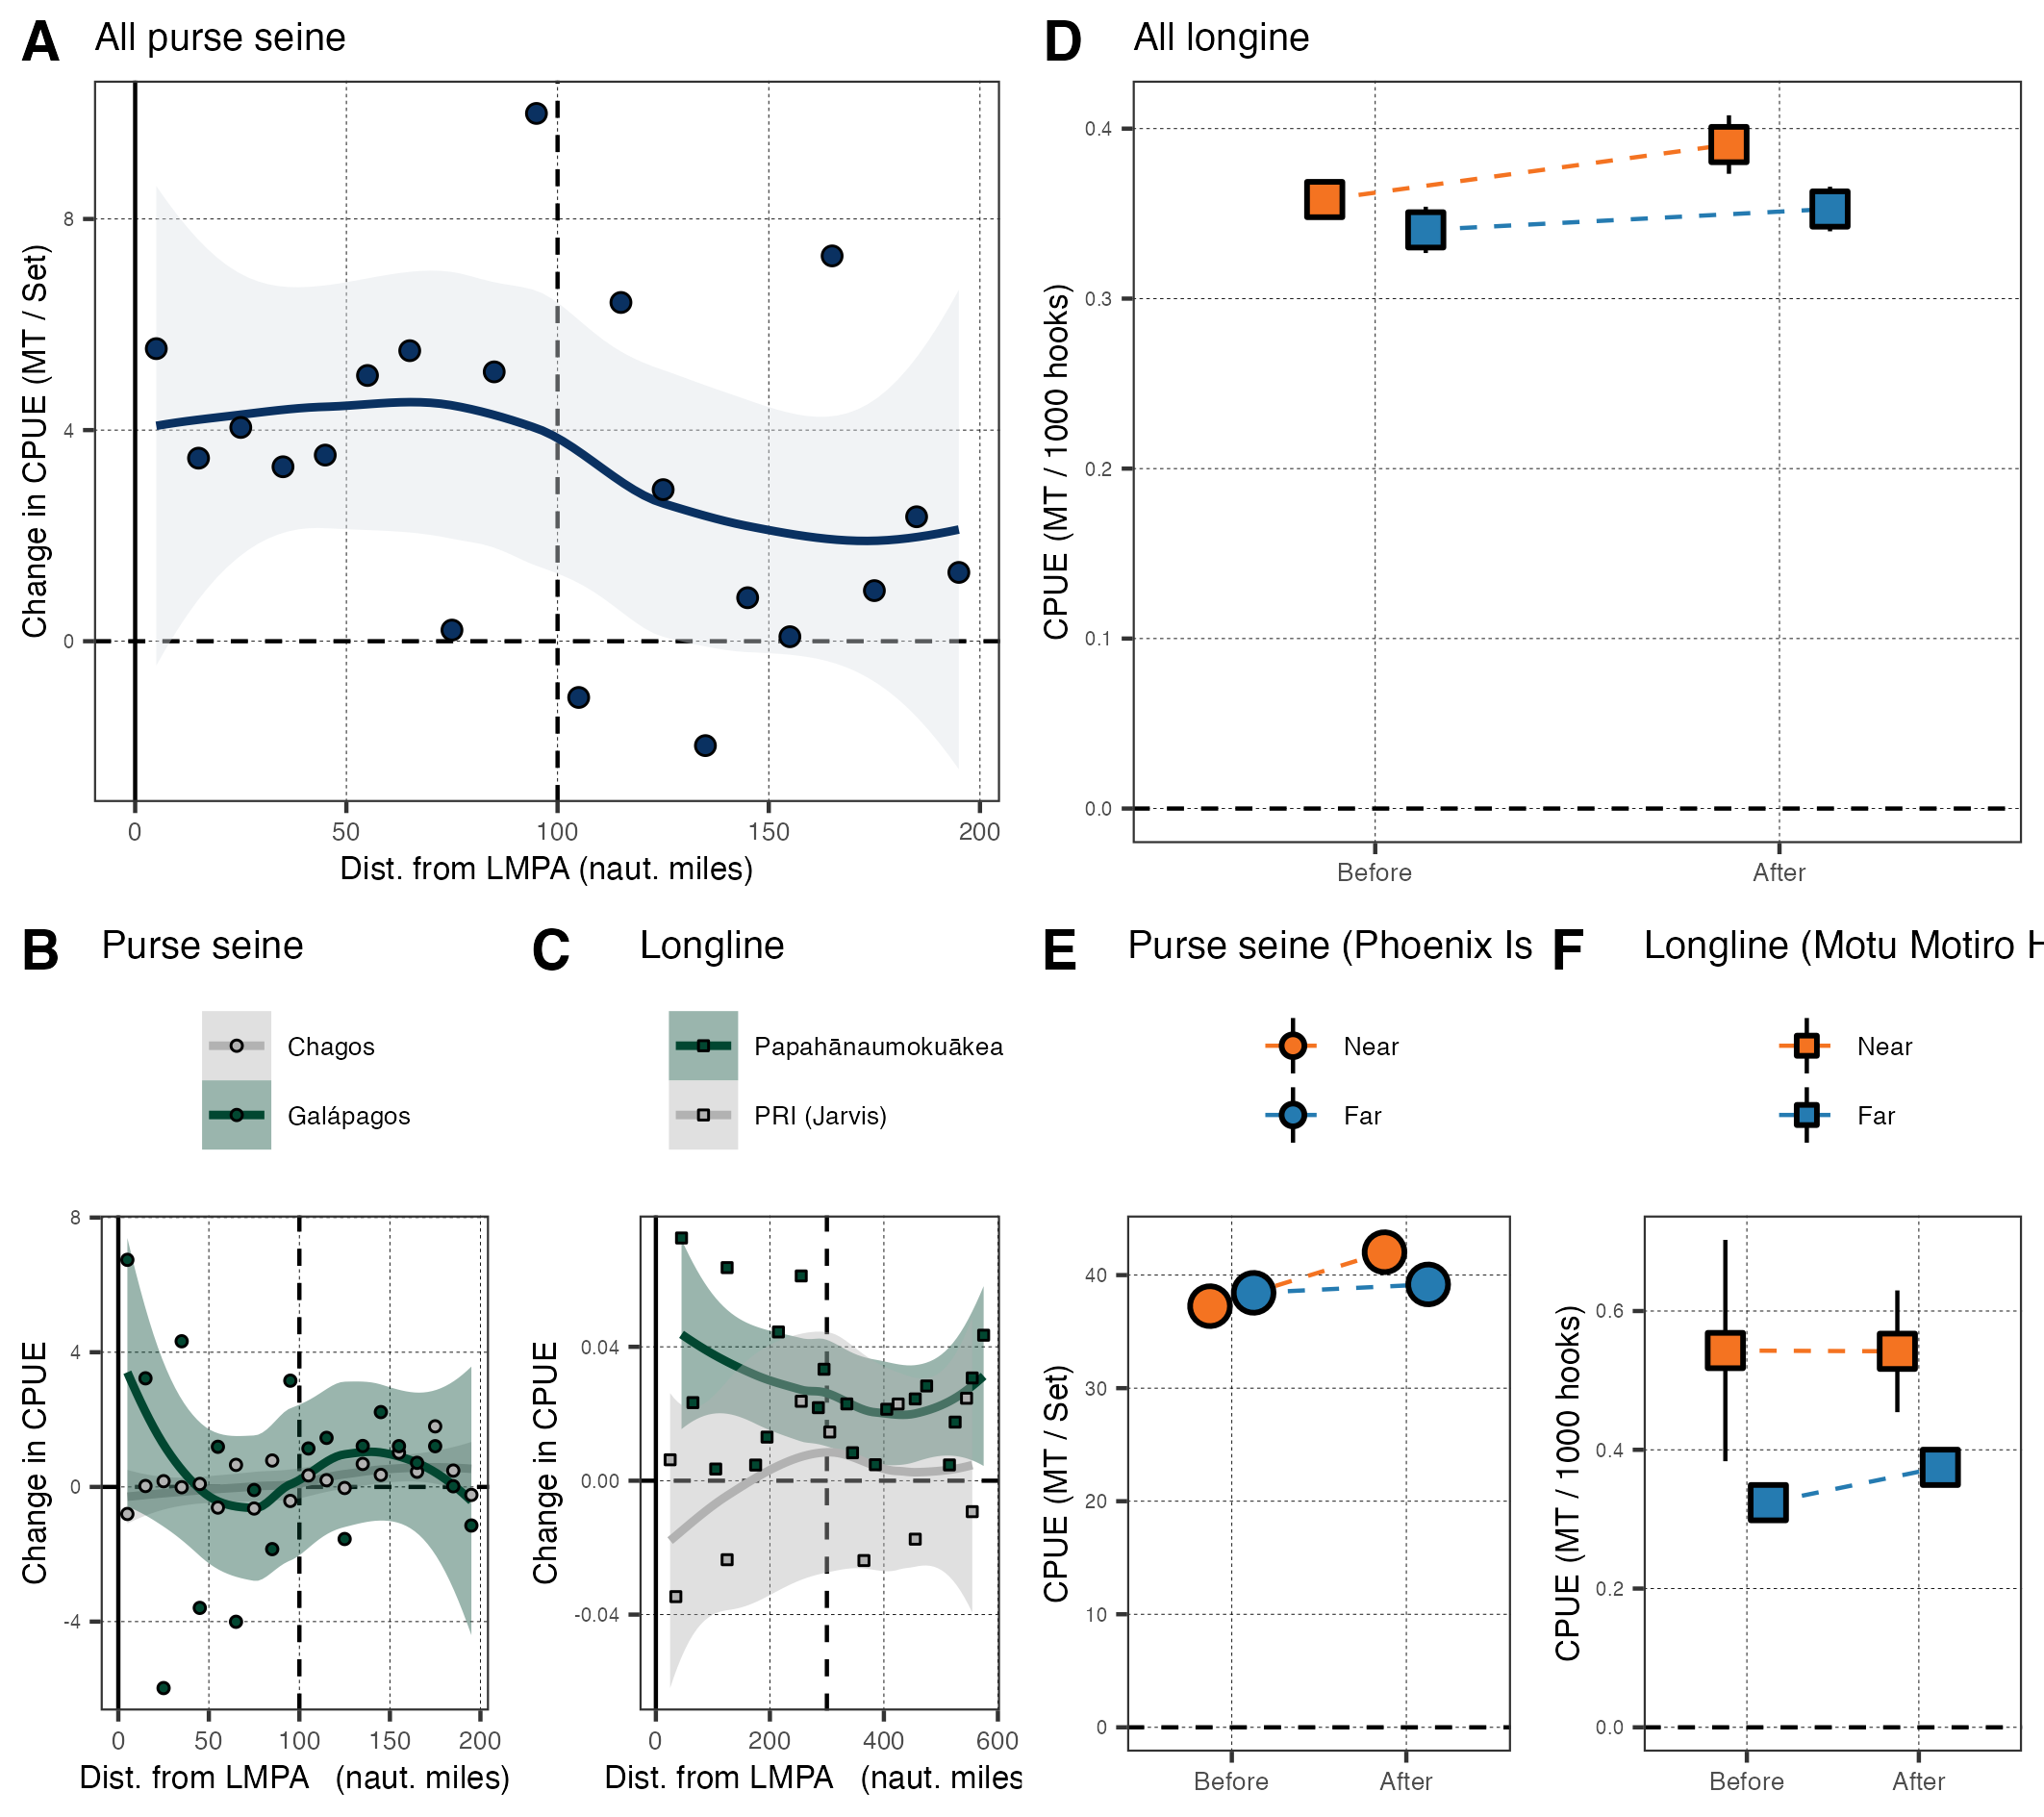 A All purse seine
Change in CPUE (MT / Set)
8
4
0
0 50 100 150 200
Dist. from LMPA (naut. miles)
D All longine
CPUE (MT / 1000 hooks)
0.4
0.3
0.2
0.1
0.0
Before After
B Purse seine
Chagos
Galápagos
Change in CPUE
8
4
0
-4
0 50 100 150 200
Dist. from LMPA (naut. miles)
C Longline
Papahānaumokuākea
PRI (Jarvis)
Change in CPUE
0.04
0.00
-0.04
0 200 400 600
Dist. from LMPA (naut. miles
E Purse seine (Phoenix Is
Near
Far
CPUE (MT / Set)
40
30
20
10
0
Before After
F Longline (Motu Motiro H
Near
Far
CPUE (MT / 1000 hooks)
0.6
0.4
0.2
0.0
Before After